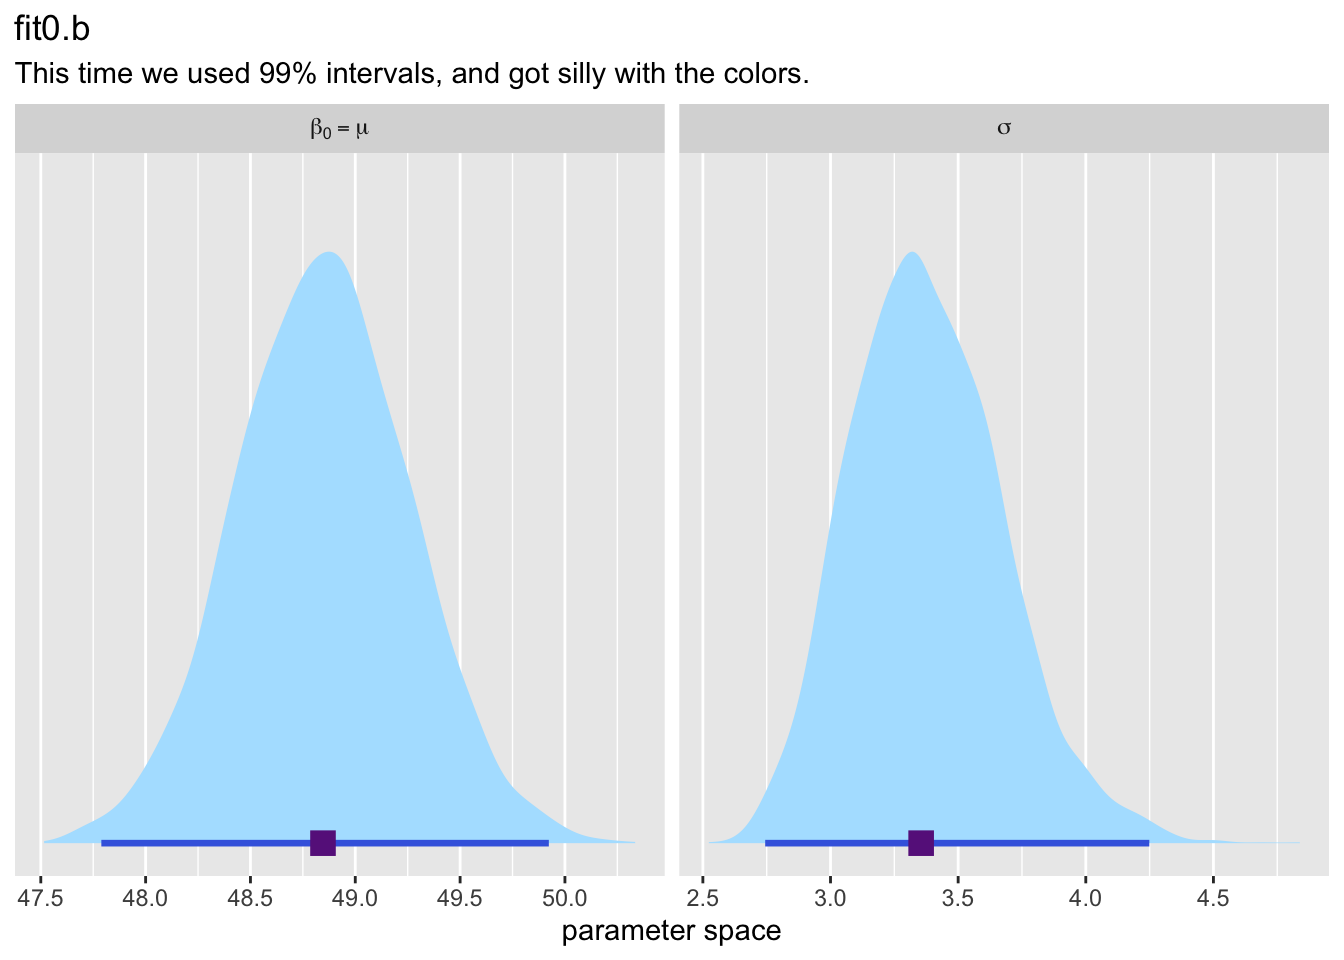 fit0.b
This time we used 99% intervals, and got silly with the colors.
β₀ = μ
σ
47.5 48.0 48.5 49.0 49.5 50.0
2.5 3.0 3.5 4.0 4.5
parameter space